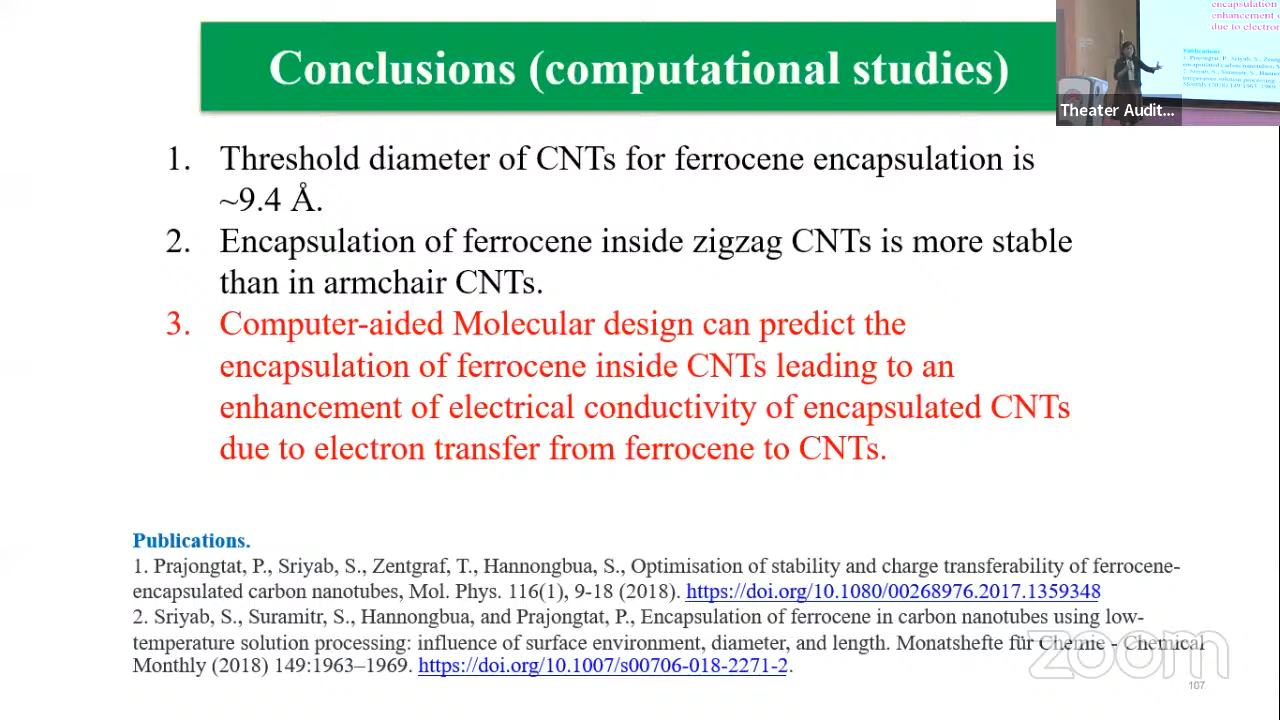 Conclusions (computational studies)
1. Threshold diameter of CNTs for ferrocene encapsulation is
~9.4 Å.
2. Encapsulation of ferrocene inside zigzag CNTs is more stable
than in armchair CNTs.
3. Computer-aided Molecular design can predict the
encapsulation of ferrocene inside CNTs leading to an
enhancement of electrical conductivity of encapsulated CNTs
due to electron transfer from ferrocene to CNTs.
Publications.
1. Prajongtat, P., Sriyab, S., Zentgraf, T., Hannongbua, S., Optimisation of stability and charge transferability of ferrocene-
encapsulated carbon nanotubes, Mol. Phys. 116(1), 9-18 (2018). https://doi.org/10.1080/00268976.2017.1359348
2. Sriyab, S., Suramitr, S., Hannongbua, and Prajongtat, P., Encapsulation of ferrocene in carbon nanotubes using low-
temperature solution processing: influence of surface environment, diameter, and length. Monatshefte für Chemie - Chemical
Monthly (2018) 149:1963–1969. https://doi.org/10.1007/s00706-018-2271-2.
zoom
107
encapsulation
enhancement
due to electron
Publications
Theater Audit...